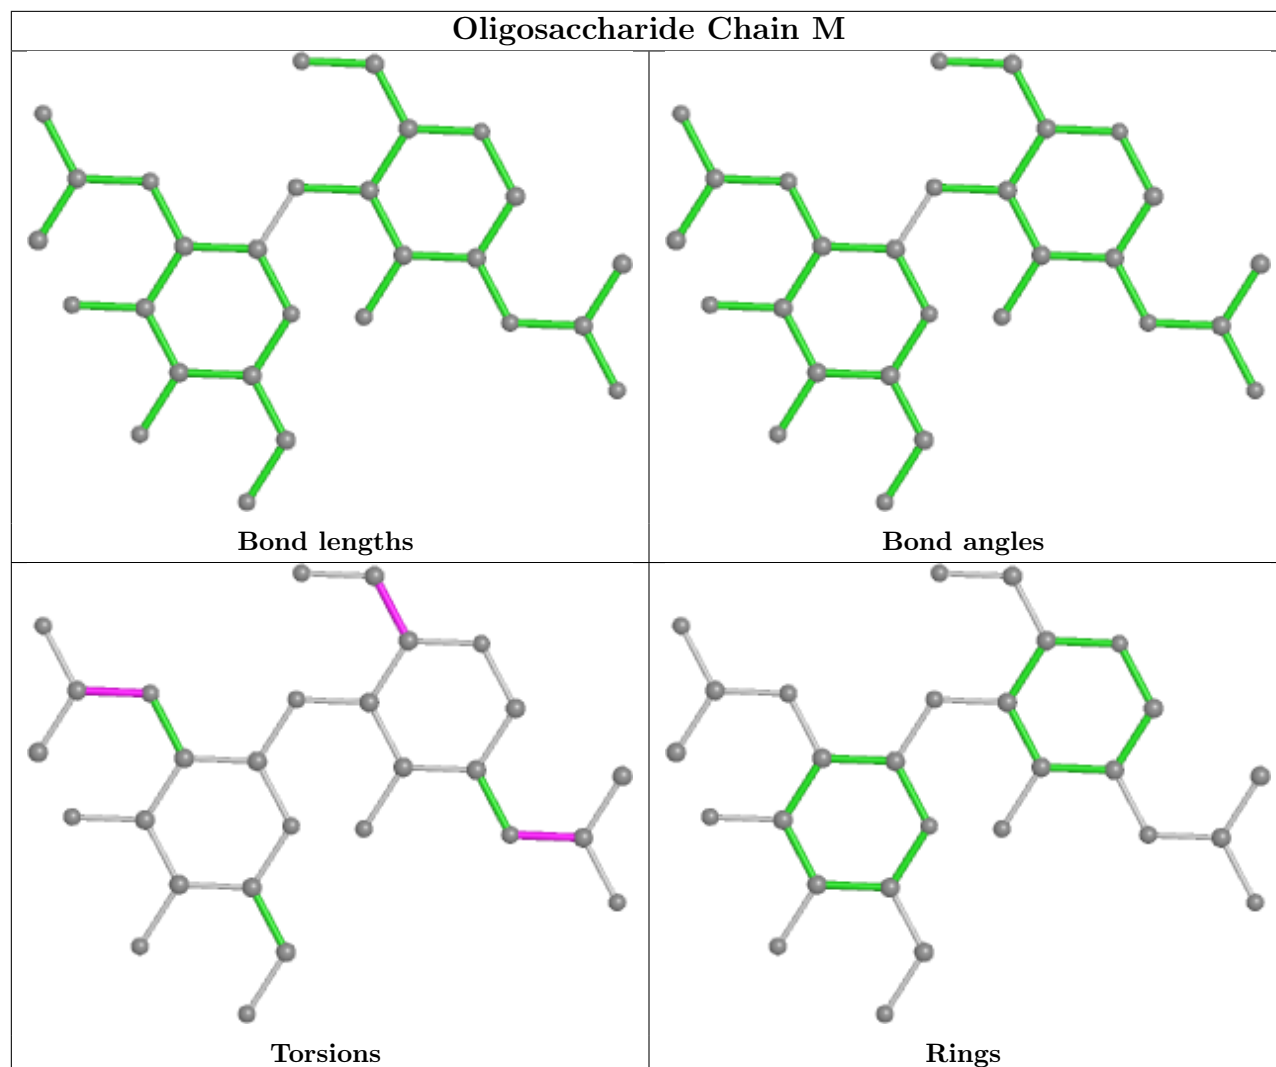 Oligosaccharide Chain M
Bond lengths
Bond angles
Torsions
Rings